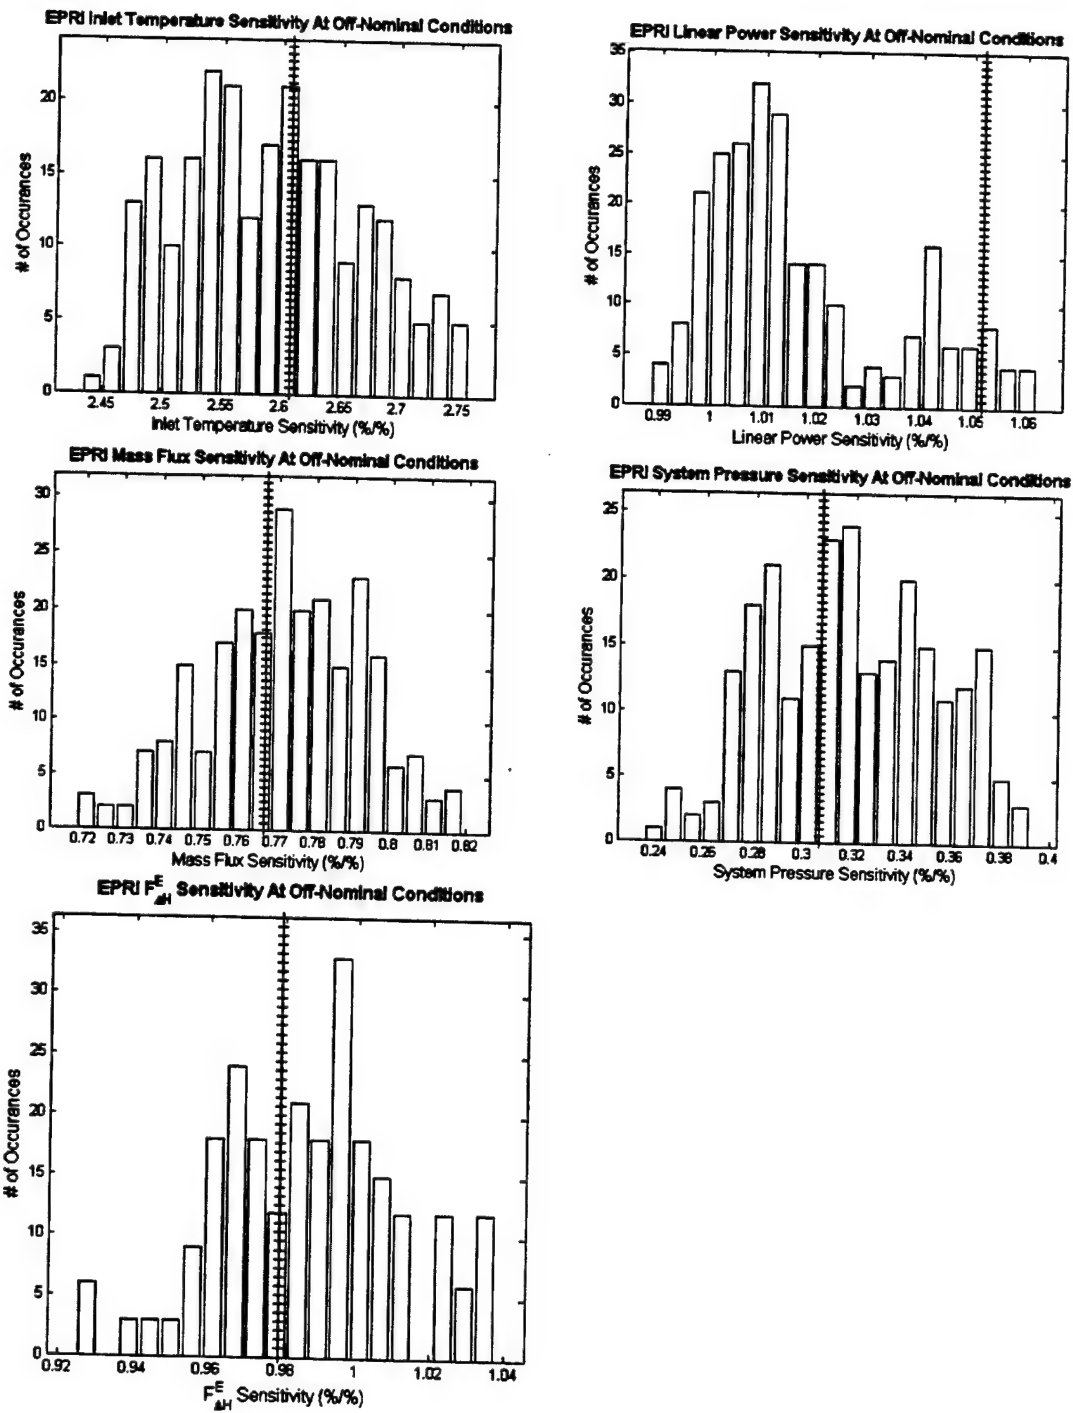 EPRI Inlet Temperature Sensitivity At Off-Nominal Conditions
# of Occurances
20
15
10
5
0
2.45 2.5 2.55 2.6 2.65 2.7 2.75
Inlet Temperature Sensitivity (%/%)
EPRI Linear Power Sensitivity At Off-Nominal Conditions
# of Occurances
35
30
25
20
15
10
5
0
0.99 1 1.01 1.02 1.03 1.04 1.05 1.06
Linear Power Sensitivity (%/%)
EPRI Mass Flux Sensitivity At Off-Nominal Conditions
# of Occurances
30
25
20
15
10
5
0
0.72 0.73 0.74 0.75 0.76 0.77 0.78 0.79 0.8 0.81 0.82
Mass Flux Sensitivity (%/%)
EPRI System Pressure Sensitivity At Off-Nominal Conditions
# of Occurances
25
20
15
10
5
0
0.24 0.26 0.28 0.3 0.32 0.34 0.36 0.38 0.4
System Pressure Sensitivity (%/%)
EPRI F^E_ΔH Sensitivity At Off-Nominal Conditions
# of Occurances
35
30
25
20
15
10
5
0
0.92 0.94 0.96 0.98 1 1.02 1.04
F^E_ΔH Sensitivity (%/%)